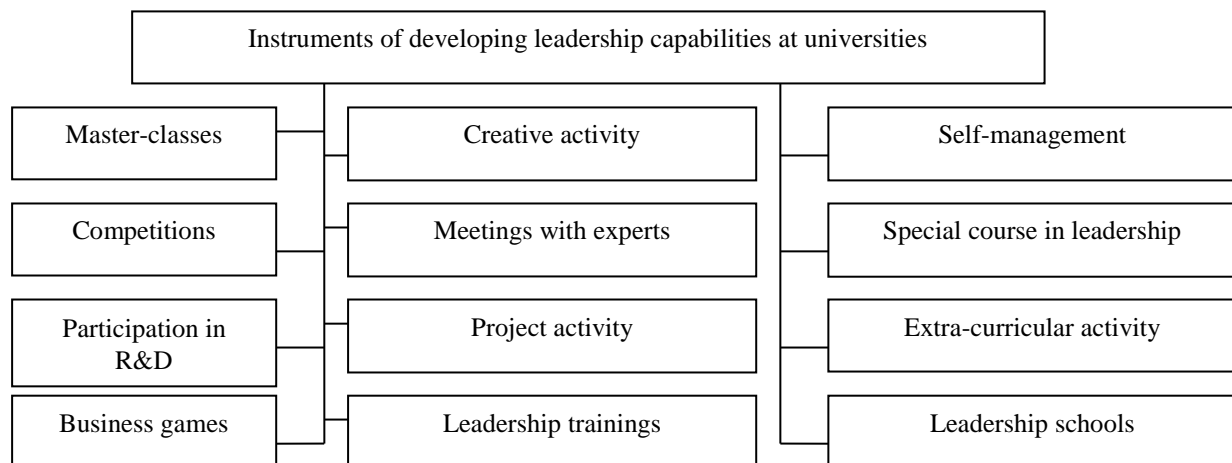 Instruments of developing leadership capabilities at universities
Master-classes
Creative activity
Self-management
Competitions
Meetings with experts
Special course in leadership
Participation in
R&D
Project activity
Extra-curricular activity
Business games
Leadership trainings
Leadership schools